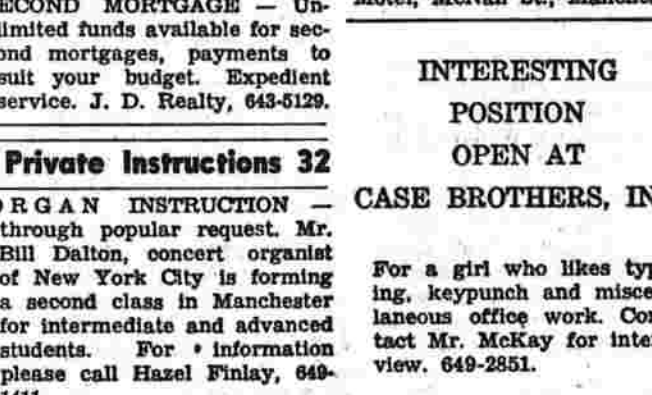 SECOND MORTGAGE — Un-
limited funds available for sec-
ond mortgages, payments to
suit your budget. Expedient
service. J. D. Realty, 643-5129.
Private Instructions 32
ORGAN INSTRUCTION —
through popular request. Mr.
Bill Dalton, concert organist
of New York City is forming
a second class in Manchester
for intermediate and advanced
students. For information
please call Hazel Finlay, 649-
INTERESTING
POSITION
OPEN AT
CASE BROTHERS, IN
For a girl who likes typ
ing, keypunch and misce
laneous office work. Con
tact Mr. McKay for inter
view. 649-2851.